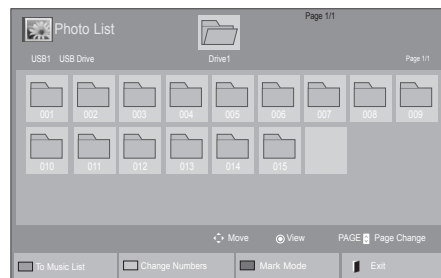 Page 1/1
Photo List
USB1 USB Drive Drive1 Page 1/1
001 002 003 004 005 006 007 008 009
010 011 012 013 014 015
Move View PAGE Page Change
To Music List Change Numbers Mark Mode Exit